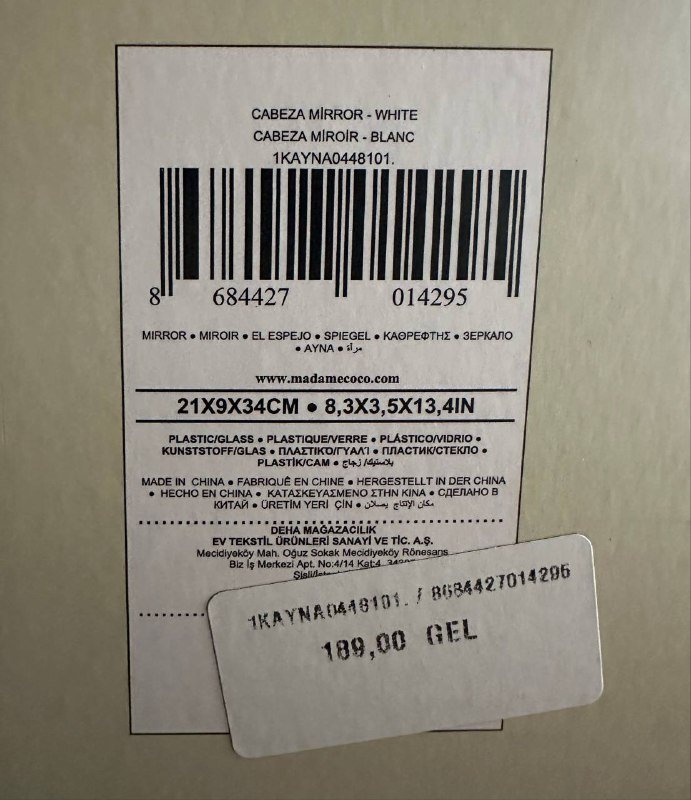 CABEZA MİRROR - WHITE
CABEZA MİROİR - BLANC
1KAYNA0448101.
8 684427 014295
MIRROR ● MIROIR ● EL ESPEJO ● SPIEGEL ● ΚΑΘΡΕΦΤΗΣ ● ЗЕРКАЛО
● AYNA ● مرآة
www.madamecoco.com
21X9X34CM ● 8,3X3,5X13,4IN
PLASTIC/GLASS ● PLASTIQUE/VERRE ● PLÁSTICO/VIDRIO ●
KUNSTSTOFF/GLAS ● ΠΛΑΣΤΙΚΌ/ΓΥΑΛΊ ● ПЛАСТИК/СТЕКЛО ●
PLASTİK/CAM ● بلاستيك/ زجاج
MADE IN CHINA ● FABRIQUÉ EN CHINE ● HERGESTELLT IN DER CHINA
● HECHO EN CHINA ● ΚΑΤΑΣΚΕΥΑΣΜΕΝΟ ΣΤΗΝ ΚΙΝΑ ● СДЕЛАНО В
КИТАЙ ● ÜRETİM YERİ ÇİN ● مكان الإنتاج
DEHA MAĞAZACILIK
EV TEKSTİL ÜRÜNLERİ SANAYİ VE TİC. A.Ş.
Mecidiyeköy Mah. Oğuz Sokak Mecidiyeköy Rönesans
Biz İş Merkezi Apt. No:4/14 Kat:4
1KAYNA0448101. / 8684427014295
189,00 GEL